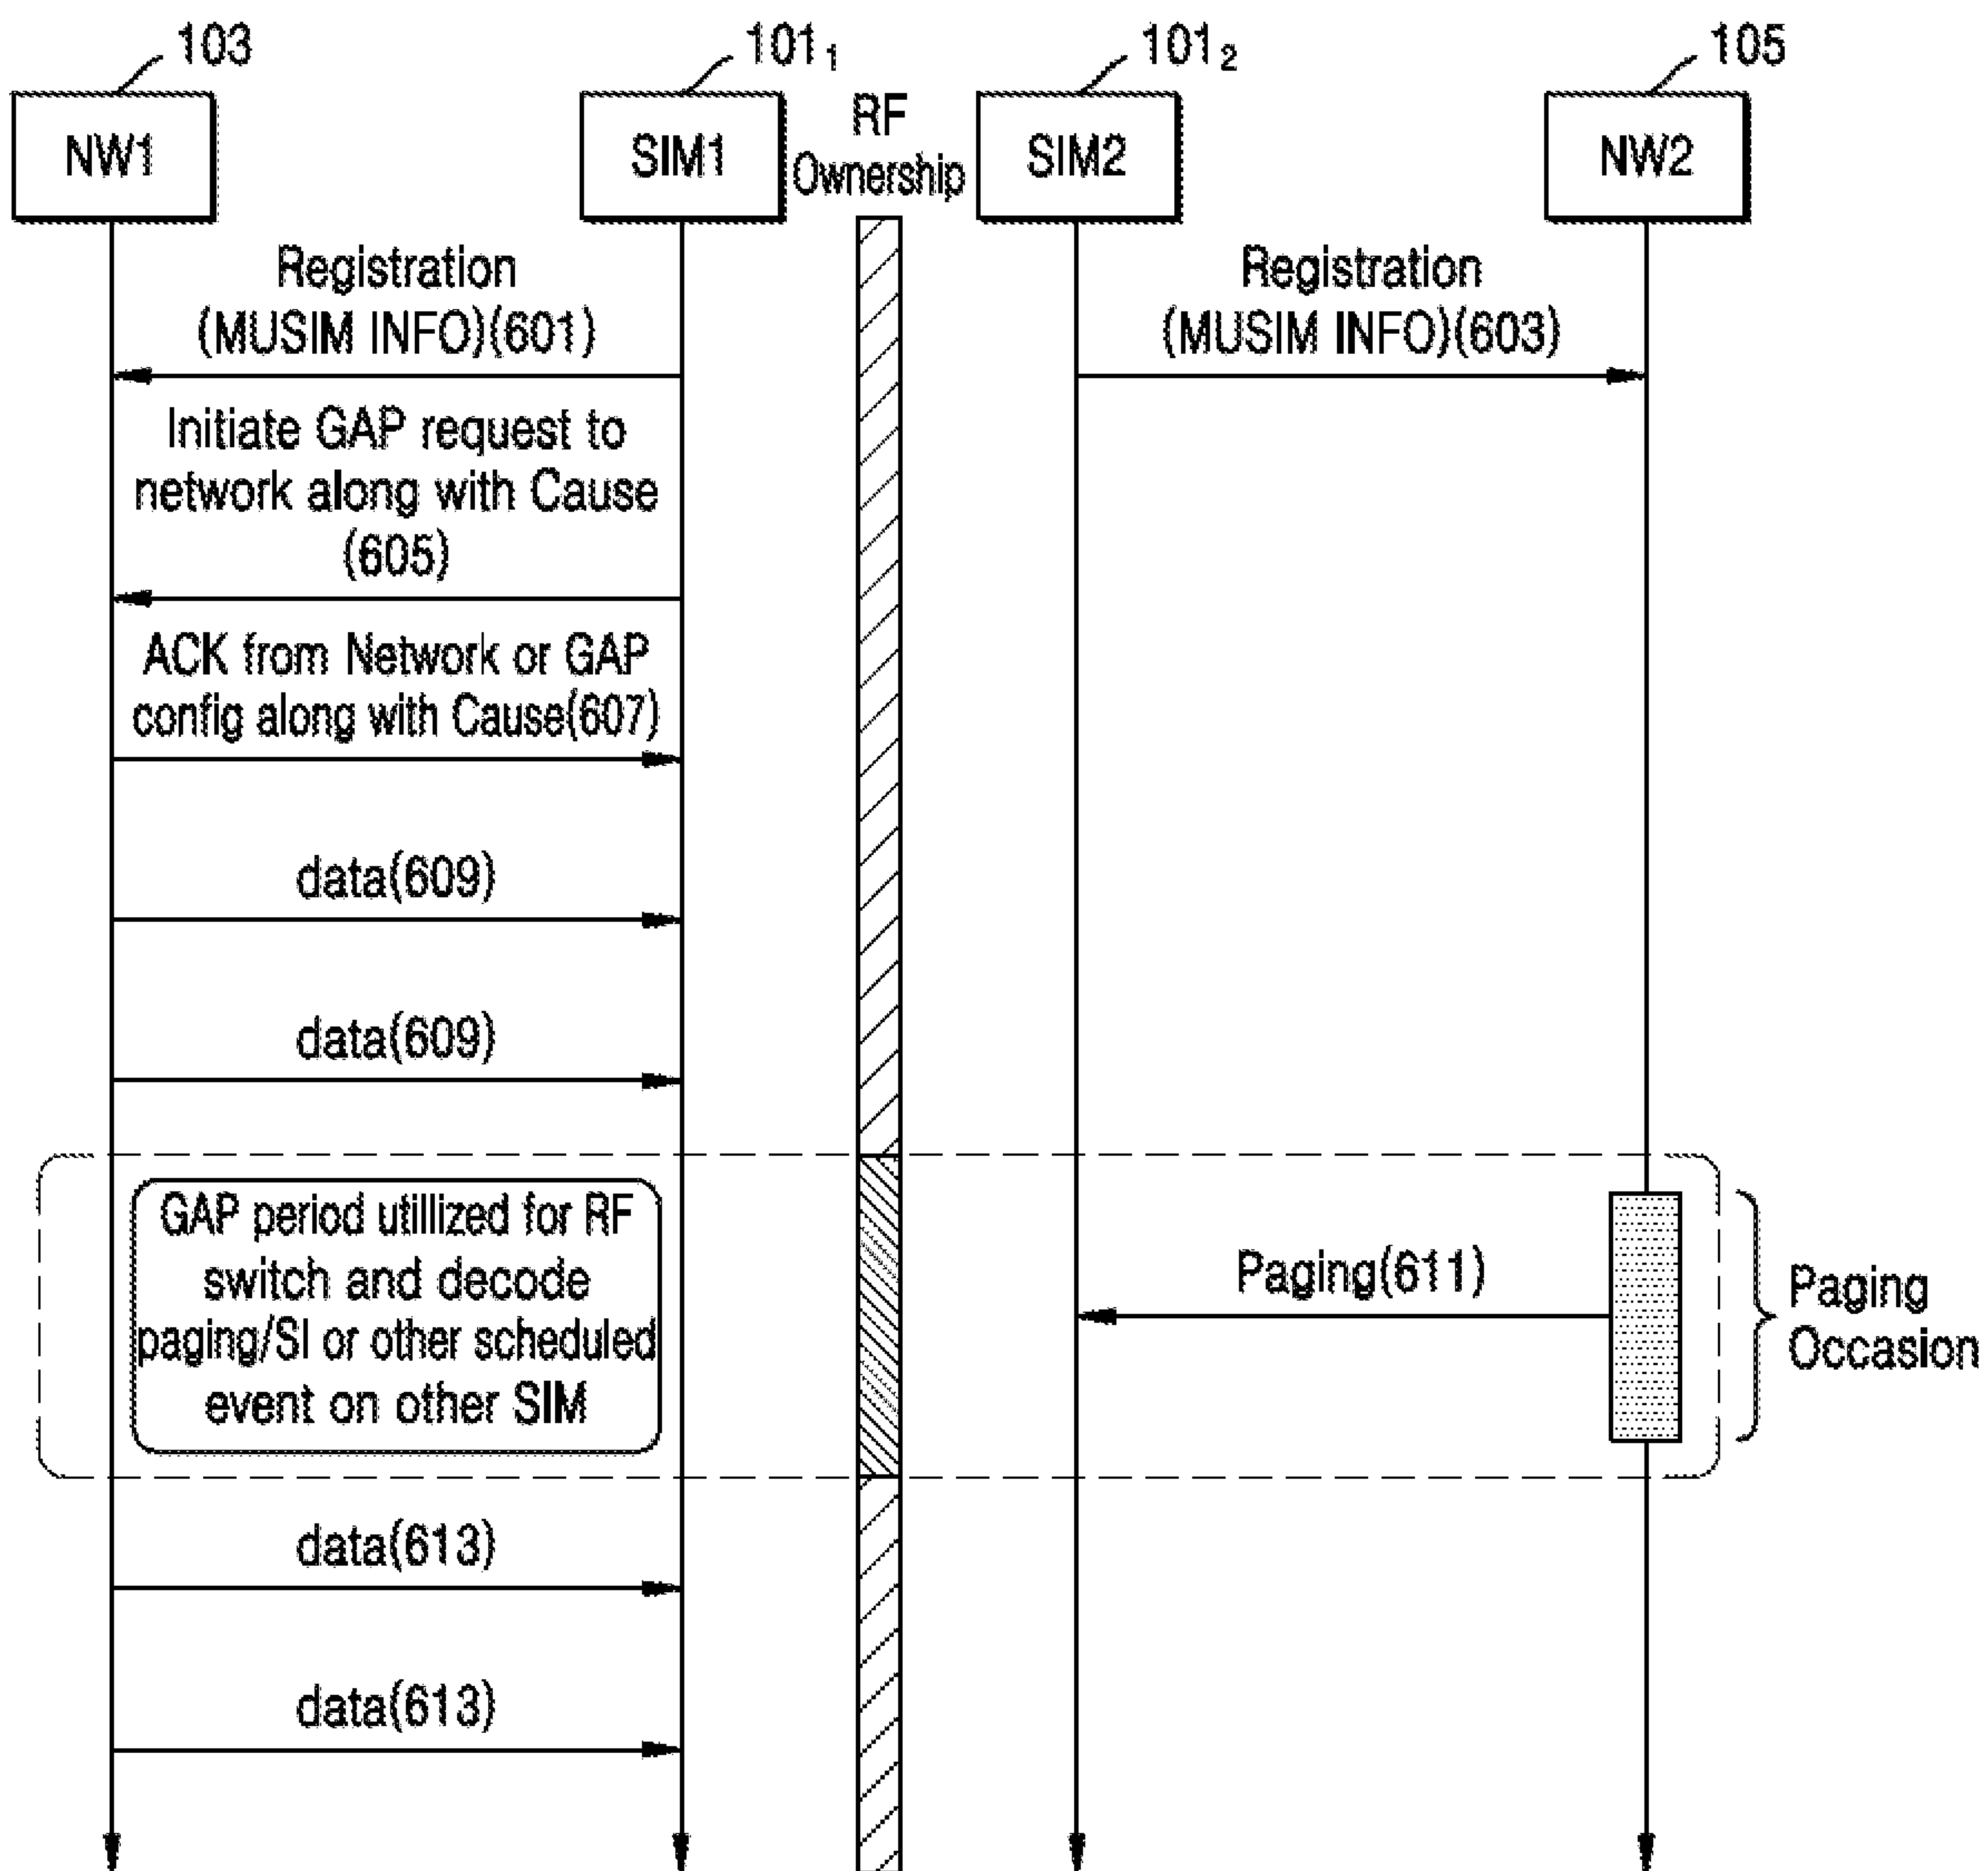 103
101₁
101₂
105
NW1
SIM1
RF
Ownership
SIM2
NW2
Registration
(MUSIM INFO)(601)
Registration
(MUSIM INFO)(603)
Initiate GAP request to
network along with Cause
(605)
ACK from Network or GAP
config along with Cause(607)
data(609)
data(609)
GAP period utillized for RF
switch and decode
paging/SI or other scheduled
event on other SIM
Paging(611)
Paging
Occasion
data(613)
data(613)